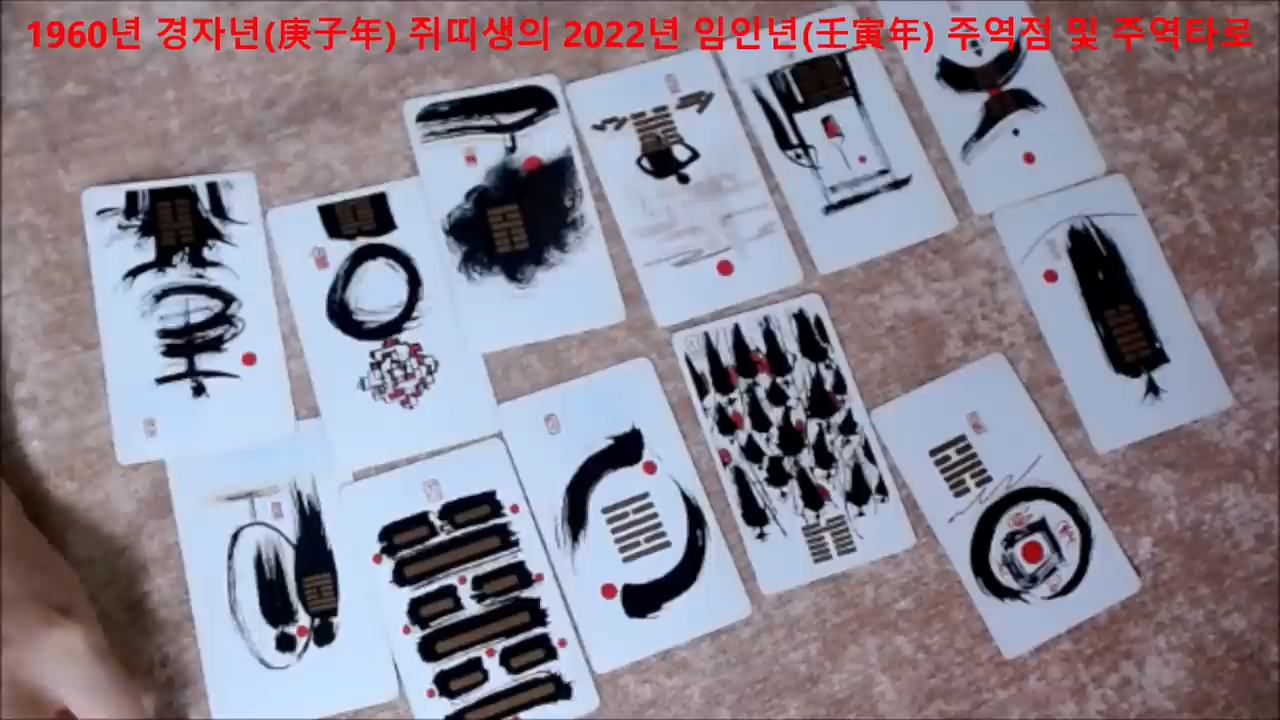 1960년 경자년(庚子年) 쥐띠생의 2022년 임인년(壬寅年) 주역점 및 주역타로